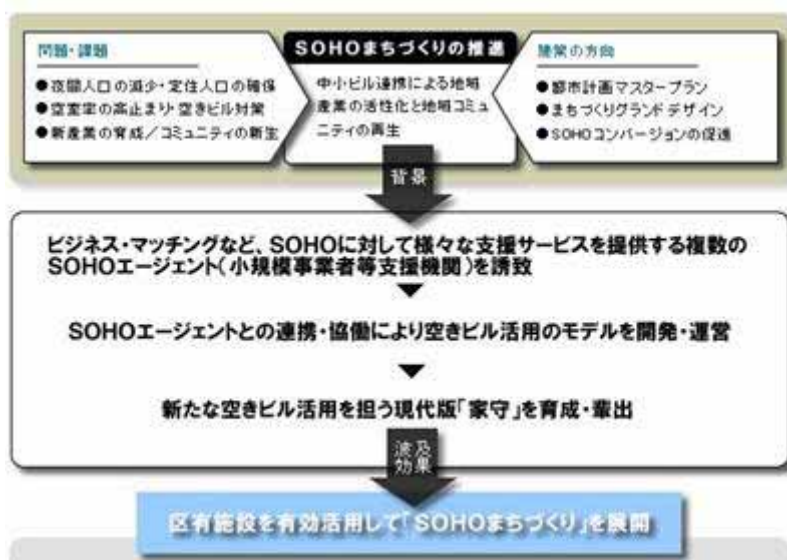 問題・課題
●夜間人口の減少・定住人口の確保
●空室率の高止まり・空きビル対策
●新産業の育成／コミュニティの新生
SOHOまちづくりの推進
中小ビル連携による地域
産業の活性化と地域コミュ
ニティの再生
施策の方向
●都市計画マスタープラン
●まちづくりグランドデザイン
●SOHOコンバージョンの促進
背景
ビジネス・マッチングなど、SOHOに対して様々な支援サービスを提供する複数の
SOHOエージェント（小規模事業者等支援機関）を誘致
SOHOエージェントとの連携・協働により空きビル活用のモデルを開発・運営
新たな空きビル活用を担う現代版「家守」を育成・輩出
波及
効果
区有施設を有効活用して「SOHOまちづくり」を展開